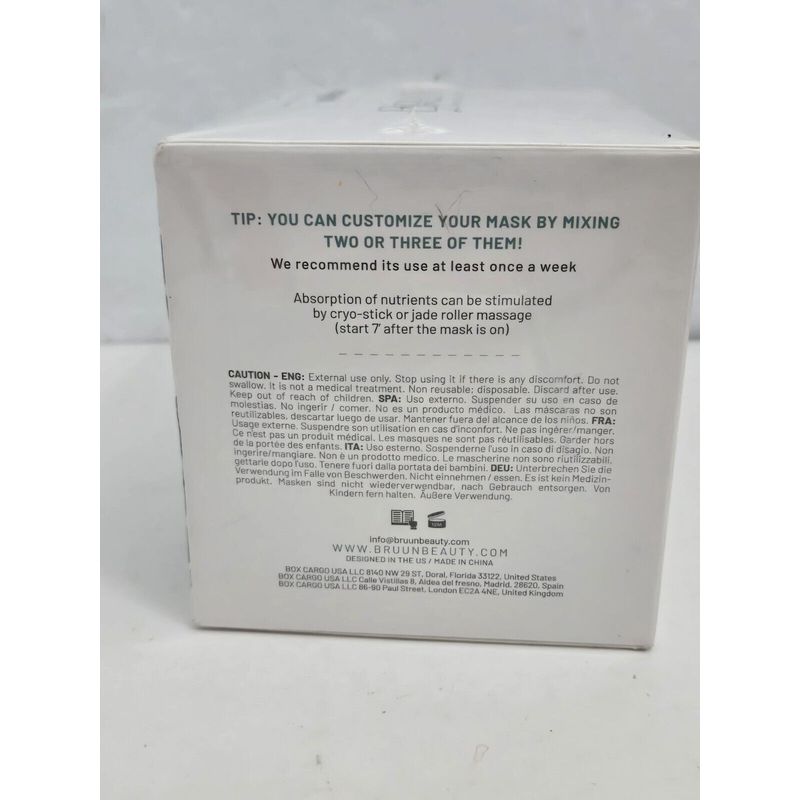 TIP: YOU CAN CUSTOMIZE YOUR MASK BY MIXING
TWO OR THREE OF THEM!
We recommend its use at least once a week
Absorption of nutrients can be stimulated
by cryo-stick or jade roller massage
(start 7' after the mask is on)
CAUTION - ENG: External use only. Stop using it if there is any discomfort. Do not
swallow. It is not a medical treatment. Non reusable; disposable. Discard after use.
Keep out of reach of children. SPA: Uso externo. Suspender su uso en caso de
molestias. No ingerir / comer. No es un producto médico. Las máscaras no son
reutilizables, descartar luego de usar. Mantener fuera del alcance de los niños. FRA:
Usage externe. Suspendre son utilisation en cas d'inconfort. Ne pas ingérer/manger.
Ce n'est pas un produit médical. Les masques ne sont pas réutilisables. Garder hors
de la portée des enfants. ITA: Uso esterno. Sospenderne l'uso in caso di disagio. Non
ingerire/mangiare. Non è un prodotto medico. Le mascherine non sono riutilizzabili,
gettarle dopo l'uso. Tenere fuori dalla portata dei bambini. DEU: Unterbrechen Sie die
Verwendung im Falle von Beschwerden. Nicht einnehmen / essen. Es ist kein Medizin-
produkt. Masken sind nicht wiederverwendbar, nach Gebrauch entsorgen. Von
Kindern fern halten. Äußere Verwendung.
12M
info@bruunbeauty.com
WWW.BRUUNBEAUTY.COM
DESIGNED IN THE US / MADE IN CHINA
BOX CARGO USA LLC 8140 NW 29 ST, Doral, Florida 33122, United States
BOX CARGO USA LLC Calle Vistillas 8, Aldea del fresno, Madrid, 28620, Spain
BOX CARGO USA LLC 86-90 Paul Street, London EC2A 4NE, United Kingdom